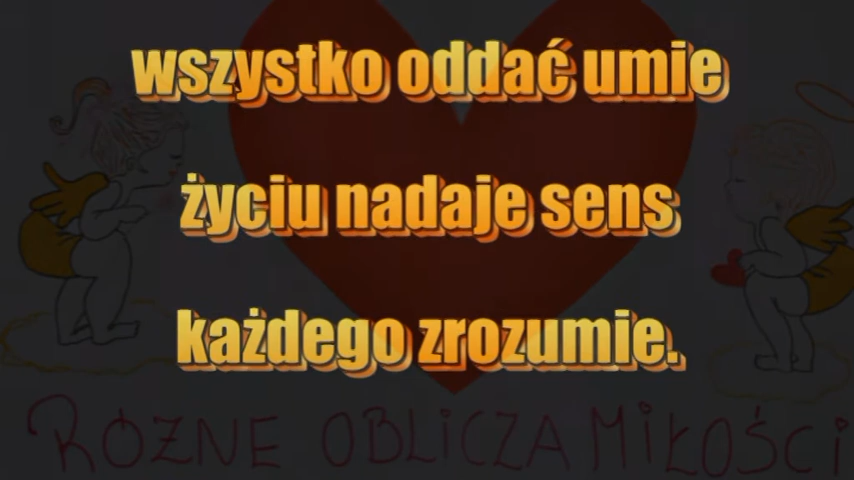 wszystko oddać umie
życiu nadaje sens
każdego zrozumie.
RÓŻNE OBLICZA MIŁOŚCI